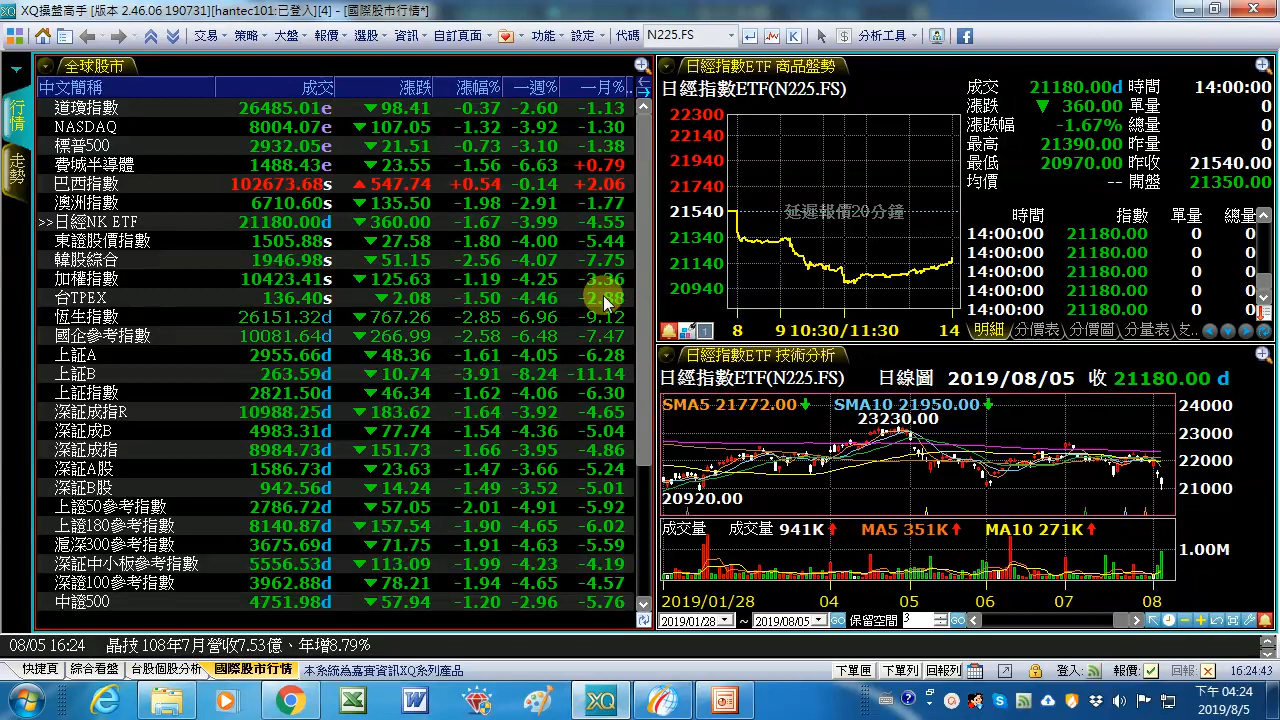 XQ操盤高手 [版本 2.46.06 190731][hantec101:已登入][4] - [國際股市行情*]
交易 策略 大盤 報價 選股 資訊 自訂頁面 功能 設定 代碼 N225.FS K $ 分析工具
行情
走勢
全球股市
中文簡稱 成交 漲跌 漲幅% 一週% 一月%
道瓊指數 26485.01e ▼98.41 -0.37 -2.60 -1.13
NASDAQ 8004.07e ▼107.05 -1.32 -3.92 -1.30
標普500 2932.05e ▼21.51 -0.73 -3.10 -1.38
費城半導體 1488.43e ▼23.55 -1.56 -6.63 +0.79
巴西指數 102673.68s ▲547.74 +0.54 -0.14 +2.06
澳洲指數 6710.60s ▼135.50 -1.98 -2.91 -1.77
>>日經NK ETF 21180.00d ▼360.00 -1.67 -3.99 -4.55
東證股價指數 1505.88s ▼27.58 -1.80 -4.00 -5.44
韓股綜合 1946.98s ▼51.15 -2.56 -4.07 -7.75
加權指數 10423.41s ▼125.63 -1.19 -4.25 -3.36
台TPEX 136.40s ▼2.08 -1.50 -4.46 -2.88
恆生指數 26151.32d ▼767.26 -2.85 -6.96 -9.12
國企參考指數 10081.64d ▼266.99 -2.58 -6.48 -7.47
上証A 2955.66d ▼48.36 -1.61 -4.05 -6.28
上証B 263.59d ▼10.74 -3.91 -8.24 -11.14
上証指數 2821.50d ▼46.34 -1.62 -4.06 -6.30
深証成指R 10988.25d ▼183.62 -1.64 -3.92 -4.65
深証成B 4983.31d ▼77.74 -1.54 -4.36 -5.04
深証成指 8984.73d ▼151.73 -1.66 -3.95 -4.86
深証A股 1586.73d ▼23.63 -1.47 -3.66 -5.24
深証B股 942.56d ▼14.24 -1.49 -3.52 -5.01
上證50參考指數 2786.72d ▼57.05 -2.01 -4.91 -5.92
上證180參考指數 8140.87d ▼157.54 -1.90 -4.65 -6.02
滬深300參考指數 3675.69d ▼71.75 -1.91 -4.63 -5.59
深証中小板參考指數 5556.53d ▼113.09 -1.99 -4.23 -4.19
深證100參考指數 3962.88d ▼78.21 -1.94 -4.65 -4.57
中證500 4751.98d ▼57.94 -1.20 -2.96 -5.76
日經指數ETF 商品盤勢
日經指數ETF(N225.FS)
22300
22140
21940
21740
21540
21340
21140
20940
延遲報價20分鐘
8 9 10:30/11:30 14
成交 21180.00d 時間 14:00:00
漲跌 ▼ 360.00 單量 0
漲跌幅 -1.67% 總量 0
最高 21390.00 昨量 0
最低 20970.00 昨收 21540.00
均價 -- 開盤 21350.00
時間 指數 單量 總量
14:00:00 21180.00 0 0
14:00:00 21180.00 0 0
14:00:00 21180.00 0 0
14:00:00 21180.00 0 0
14:00:00 21180.00 0 0
明細 分價表 分價圖 分量表
日經指數ETF 技術分析
日經指數ETF(N225.FS) 日線圖 2019/08/05 收 21180.00 d
SMA5 21772.00 SMA10 21950.00
23230.00
20920.00
24000
23000
22000
21000
成交量 成交量 941K MA5 351K MA10 271K
1.00M
2019/01/28 04 05 06 07 08
2019/01/28 ~ 2019/08/05 GO 保留空間 3 GO
08/05 16:24 晶技 108年7月營收7.53億、年增8.79%
快捷頁 綜合看盤 台股個股分析 國際股市行情 本系統為嘉實資訊XQ系列產品 下單匣 下單列 回報列 登入: 報價: 回報: 16:24:43
XQ
下午 04:24
2019/8/5